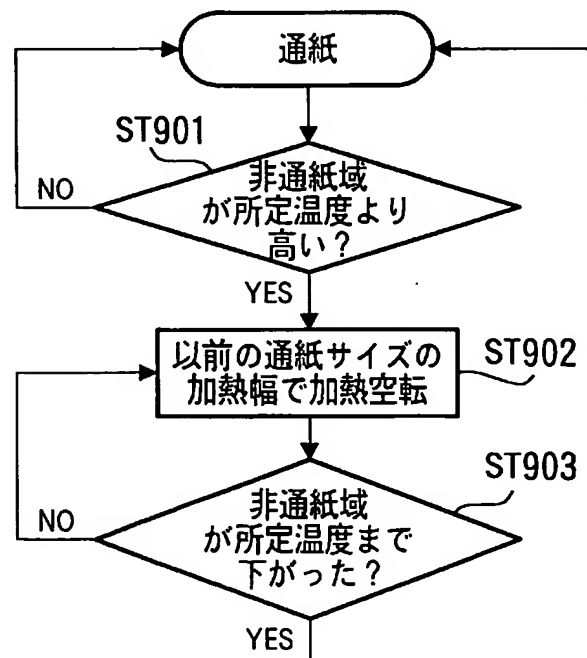 通紙
ST901
非通紙域
が所定温度より
高い?
NO
YES
以前の通紙サイズの
加熱幅で加熱空転
ST902
ST903
非通紙域
が所定温度まで
下がった?
NO
YES